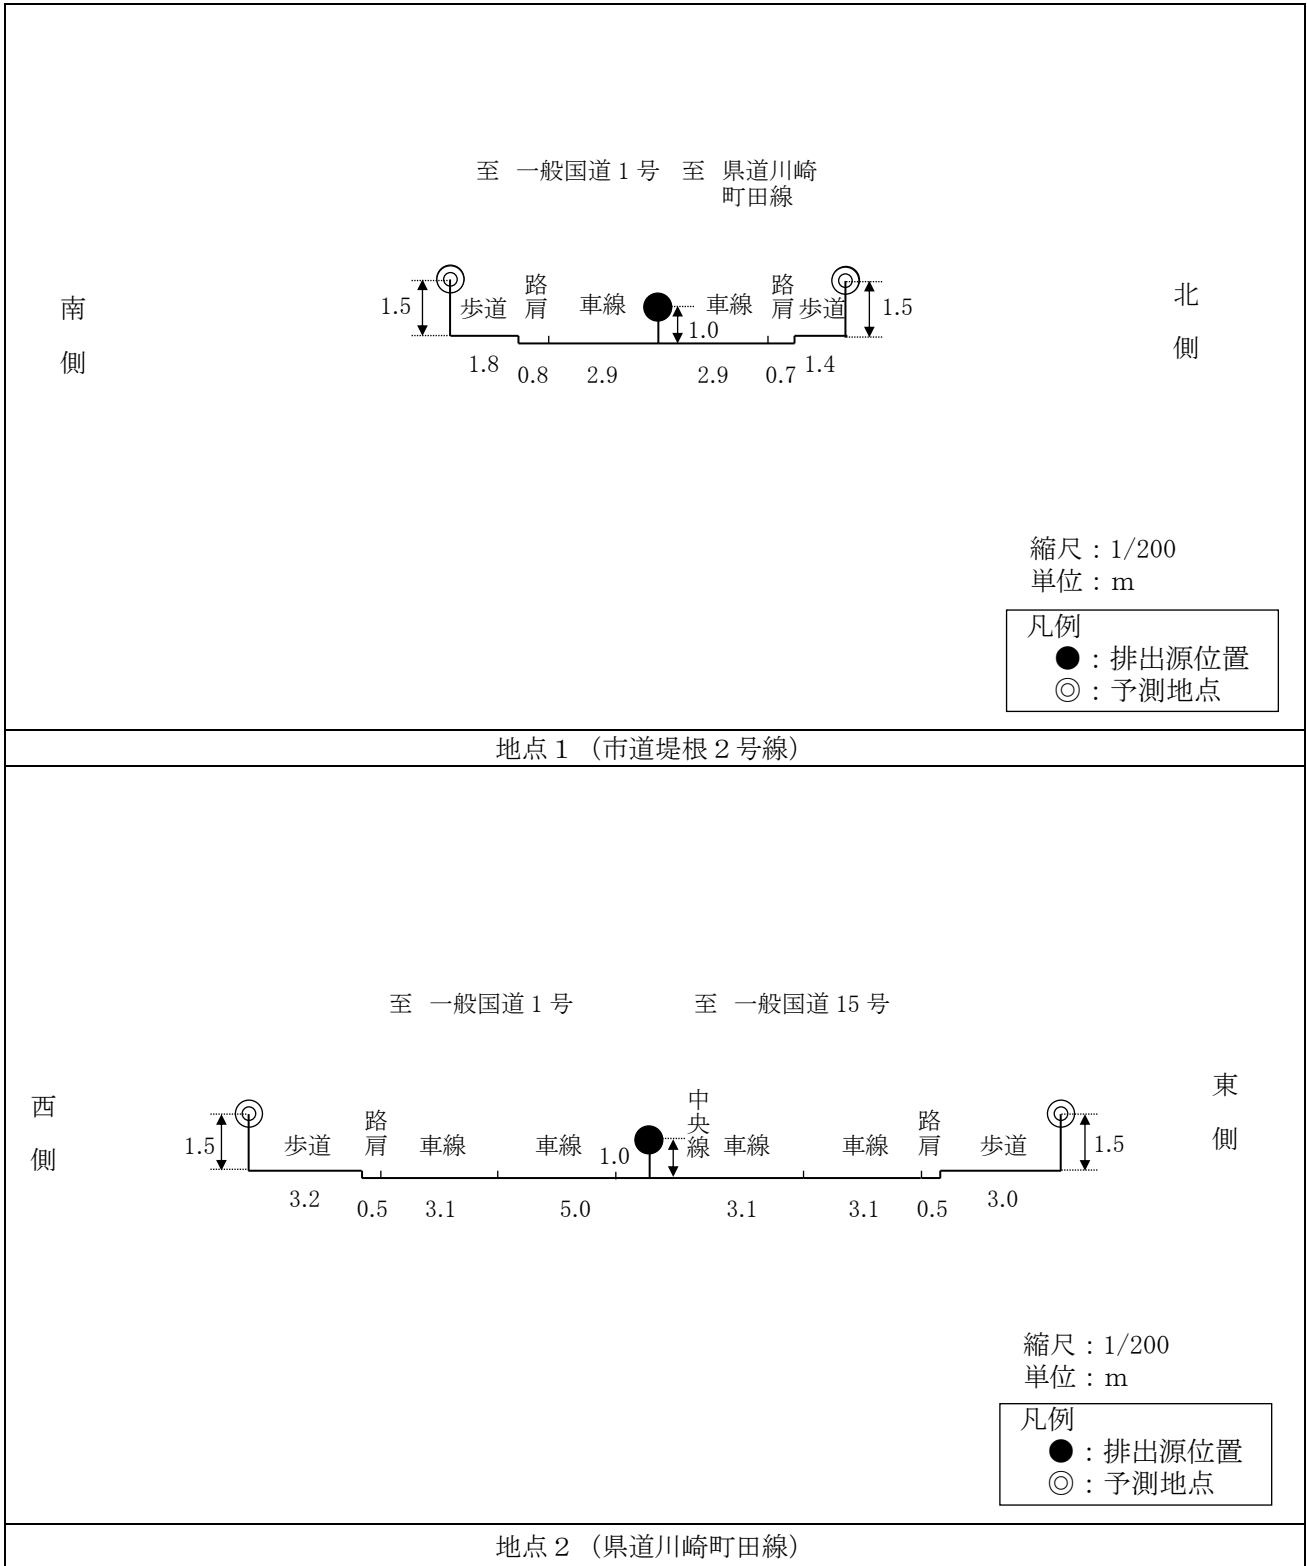 至 一般国道1号 至 県道川崎
町田線
南側
北側
1.5
歩道
路肩
車線
1.0
車線
路肩
歩道
1.5
1.8 0.8 2.9 2.9 0.7 1.4
縮尺：1/200
単位：m
凡例
●：排出源位置
◎：予測地点
地点1 （市道堤根2号線）
至 一般国道1号 至 一般国道15号
西側
東側
1.5
歩道
路肩
車線
車線
1.0
中央線
車線
車線
路肩
歩道
1.5
3.2 0.5 3.1 5.0 3.1 3.1 0.5 3.0
縮尺：1/200
単位：m
凡例
●：排出源位置
◎：予測地点
地点2 （県道川崎町田線）